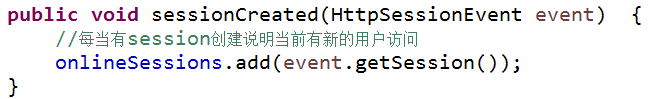 public void sessionCreated(HttpSessionEvent event)  {
    //每当有session创建说明当前有新的用户访问
    onlineSessions.add(event.getSession());
}